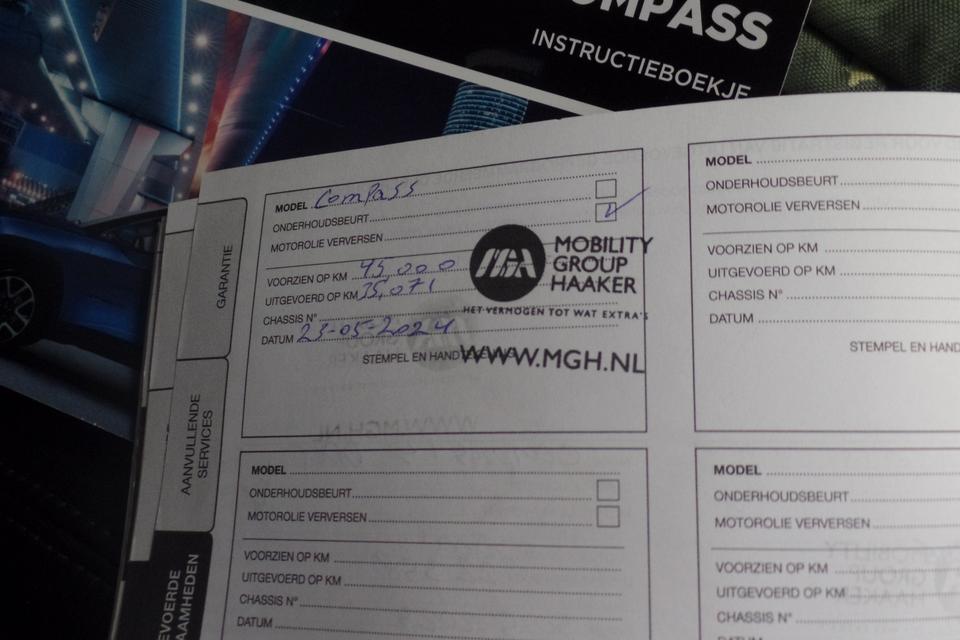 COMPASS
INSTRUCTIEBOEKJE
GARANTIE
AANVULLENDE
SERVICES
MODEL Compass
ONDERHOUDSBEURT
MOTOROLIE VERVERSEN
VOORZIEN OP KM 45,000
UITGEVOERD OP KM 35,071
CHASSIS N°
DATUM 23-05-2024
STEMPEL EN
MOBILITY
GROUP
HAAKER
HET VERMOGEN TOT WAT EXTRA'S
WWW.MGH.NL
MODEL
ONDERHOUDSBEURT
MOTOROLIE VERVERSEN
VOORZIEN OP KM
UITGEVOERD OP KM
CHASSIS N°
DATUM
STEMPEL EN HAND
MODEL
ONDERHOUDSBEURT
MOTOROLIE VERVERSEN
VOORZIEN OP KM
UITGEVOERD OP KM
CHASSIS N°
DATUM
MODEL
ONDERHOUDSBEURT
MOTOROLIE VERVERSEN
VOORZIEN OP KM
UITGEVOERD OP KM
CHASSIS N°